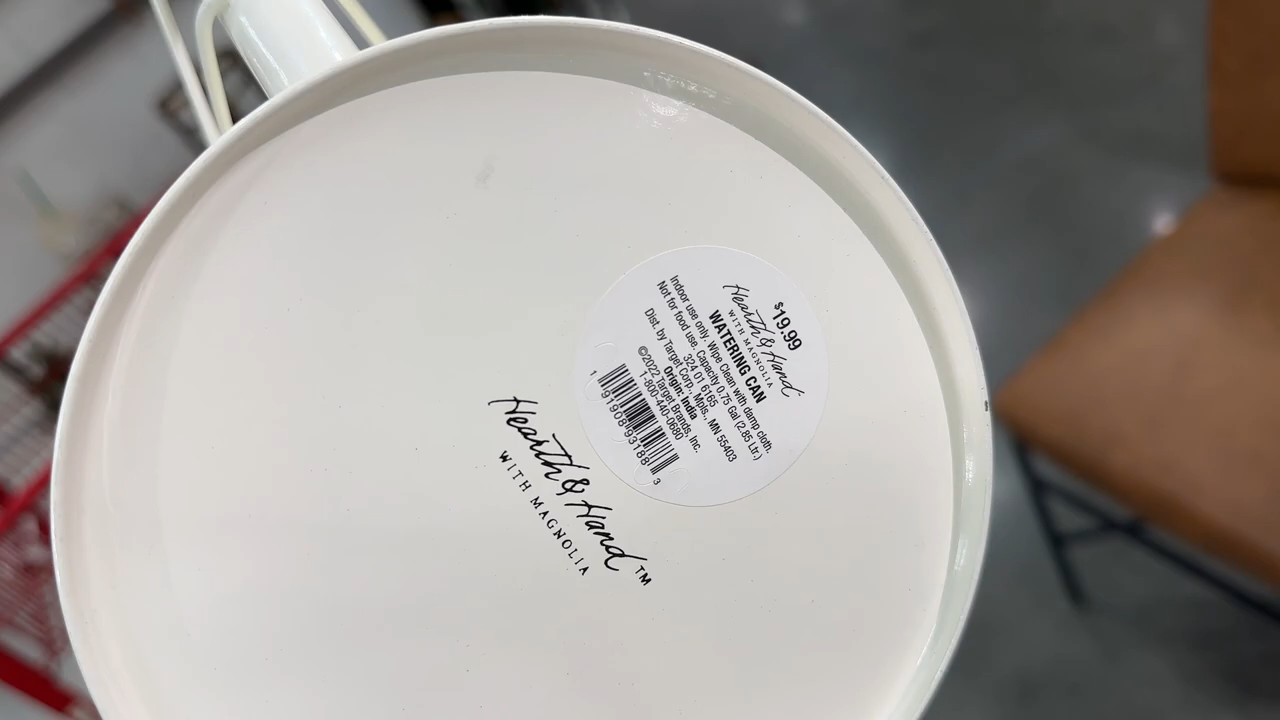 $19.99
Hearth & Hand
WITH MAGNOLIA
WATERING CAN
Indoor use only. Wipe Clean with damp cloth.
Not for food use. Capacity 0.75 Gal (2.85 Ltr.)
324 01 6165
Dist. by Target Corp., Mpls., MN 55403
Origin: India
©2022 Target Brands, Inc.
1-800-440-0680
1 91908 93188 3
Hearth & Hand™
WITH MAGNOLIA